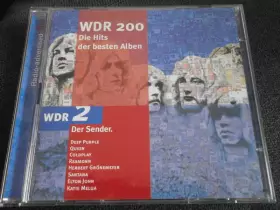 WDR 200
Die Hits
der besten Alben
WDR 2
Der Sender.
Deep Purple
Queen
Coldplay
Reamonn
Herbert Grönemeyer
Santana
Elton John
Katie Melua